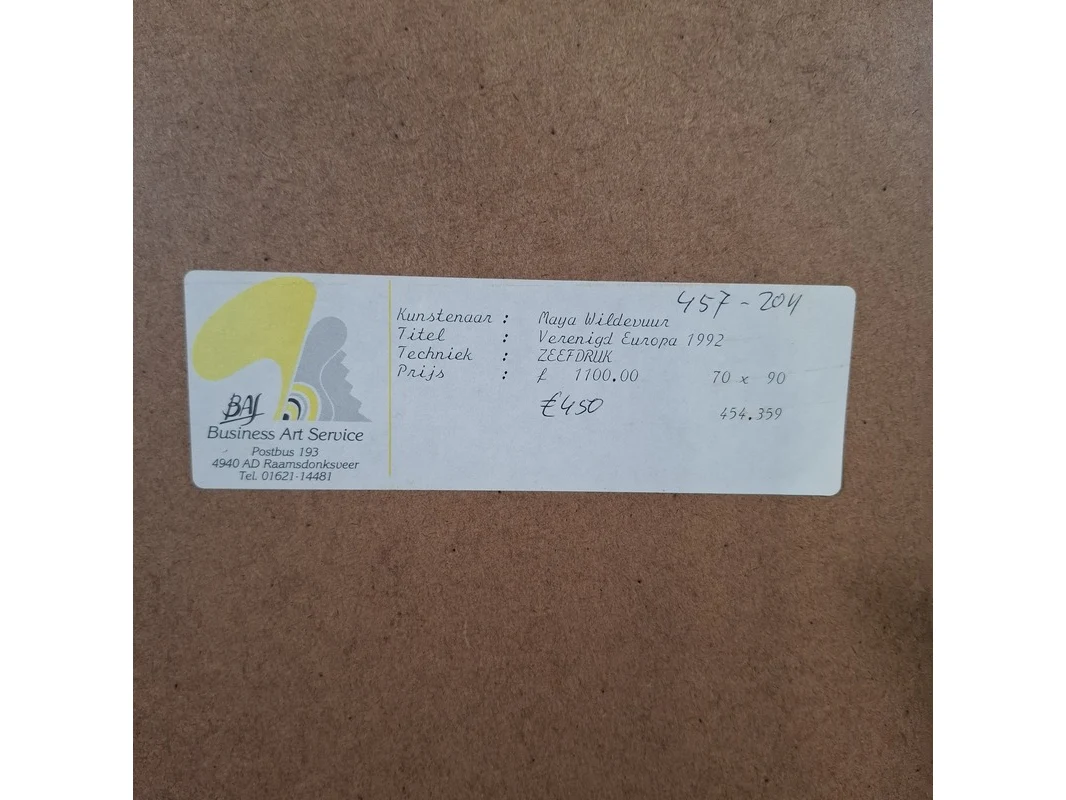 457-204
Kunstenaar : Maya Wildevuur
Titel : Verenigd Europa 1992
Techniek : ZEEFDRUK
Prijs : f 1100.00 70 x 90
€450 454.359
BAS
Business Art Service
Postbus 193
4940 AD Raamsdonksveer
Tel. 01621-14481